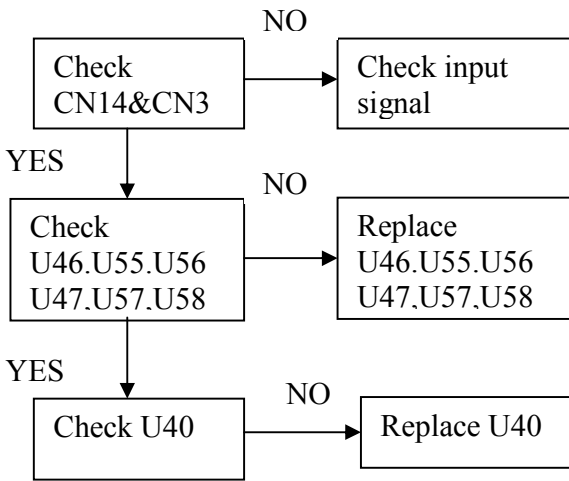 NO
Check
CN14&CN3
Check input
signal
YES
NO
Check
U46.U55.U56
U47,U57,U58
Replace
U46.U55.U56
U47,U57,U58
YES
NO
Check U40
Replace U40